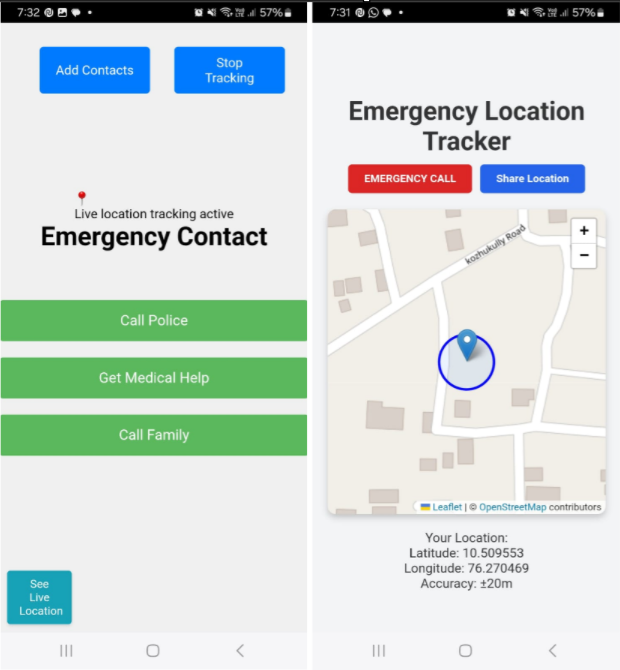 7:32
57%
Add Contacts
Stop
Tracking
Live location tracking active
Emergency Contact
Call Police
Get Medical Help
Call Family
See
Live
Location
7:31
57%
Emergency Location
Tracker
EMERGENCY CALL
Share Location
+
−
kozhukully Road
Leaflet | © OpenStreetMap contributors
Your Location:
Latitude: 10.509553
Longitude: 76.270469
Accuracy: ±20m